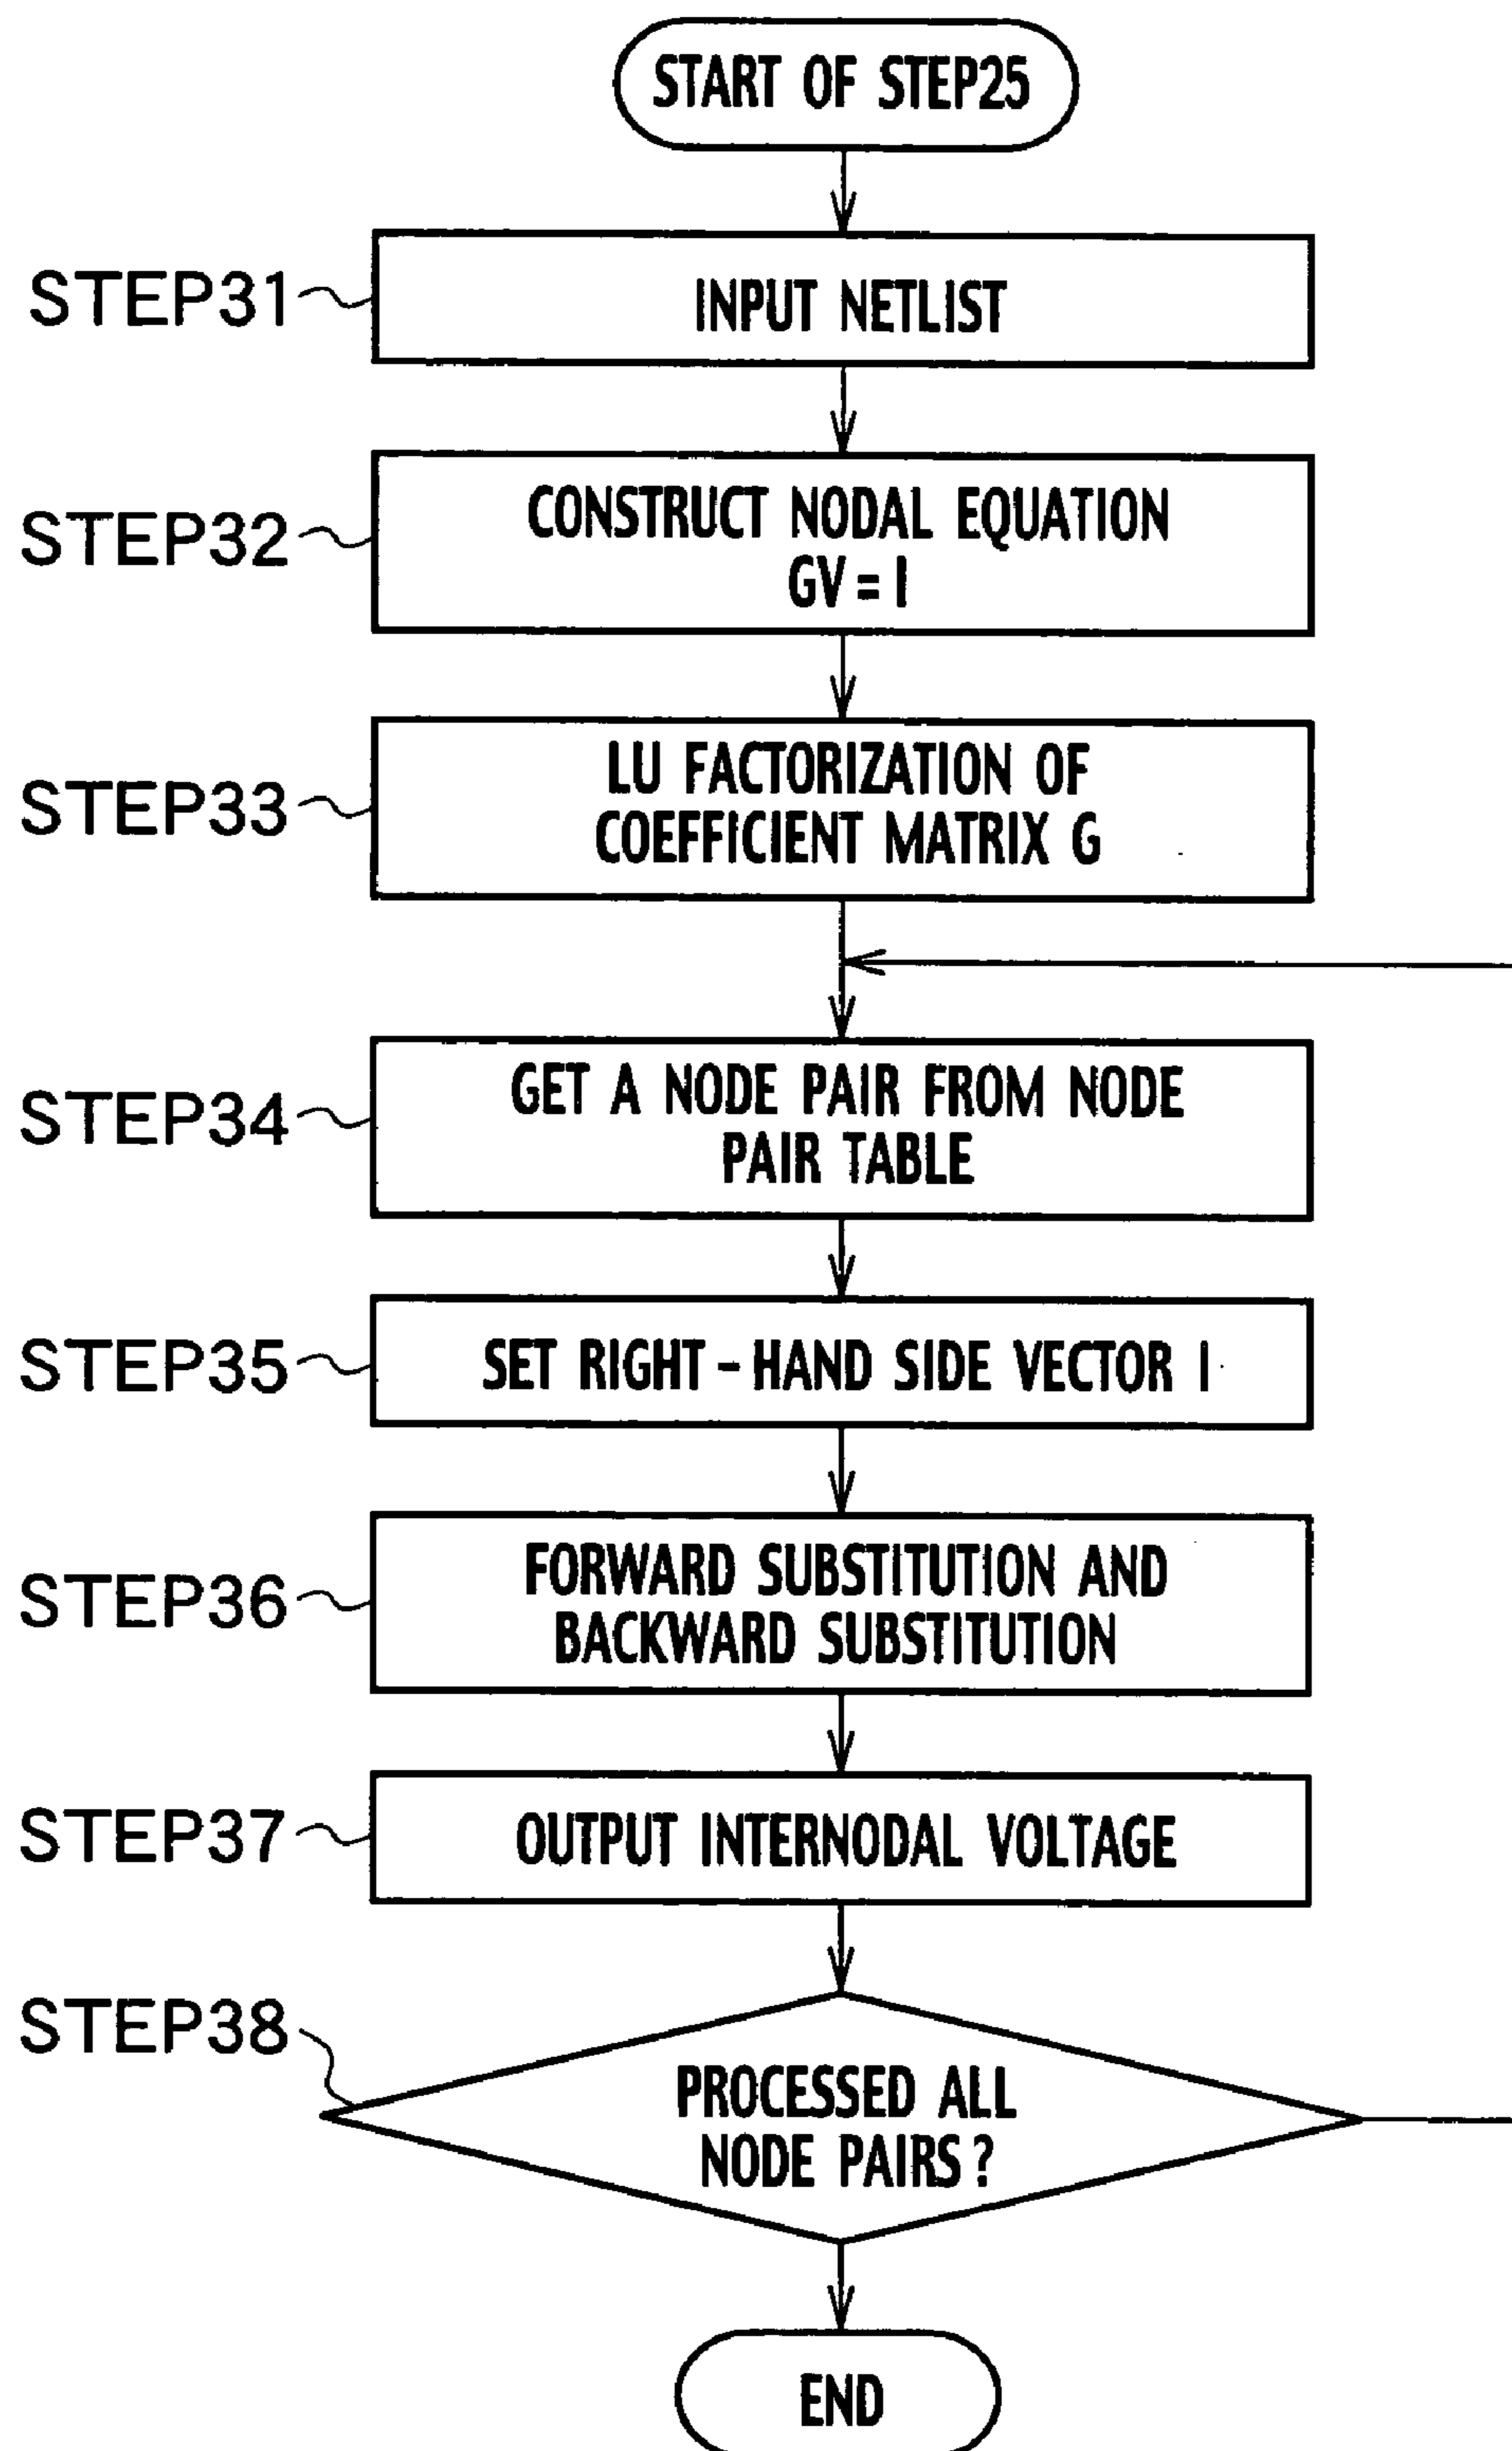 START OF STEP25
STEP31
INPUT NETLIST
STEP32
CONSTRUCT NODAL EQUATION
GV = I
STEP33
LU FACTORIZATION OF
COEFFICIENT MATRIX G
STEP34
GET A NODE PAIR FROM NODE
PAIR TABLE
STEP35
SET RIGHT-HAND SIDE VECTOR I
STEP36
FORWARD SUBSTITUTION AND
BACKWARD SUBSTITUTION
STEP37
OUTPUT INTERNODAL VOLTAGE
STEP38
PROCESSED ALL
NODE PAIRS?
END